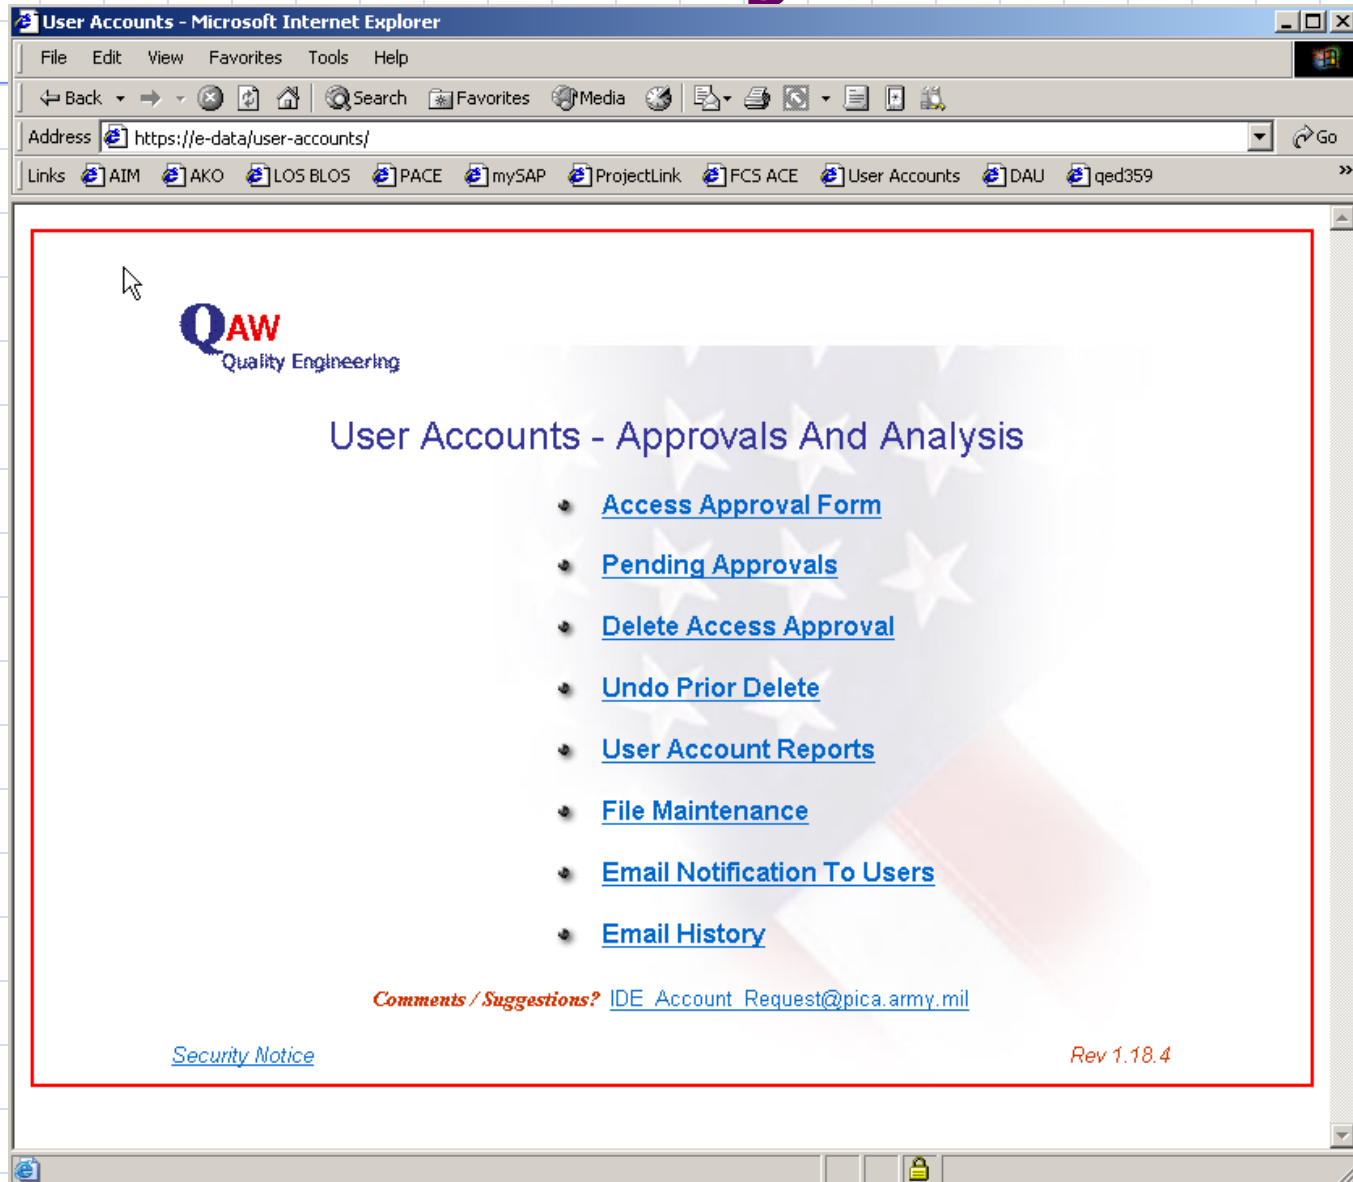 User Accounts - Microsoft Internet Explorer
File Edit View Favorites Tools Help
Back Search Favorites Media
Address https://e-data/user-accounts/ Go
Links AIM AKO LOS BLOS PACE mySAP ProjectLink FCS ACE User Accounts DAU qed359 »
QAW
Quality Engineering
User Accounts - Approvals And Analysis
Access Approval Form
Pending Approvals
Delete Access Approval
Undo Prior Delete
User Account Reports
File Maintenance
Email Notification To Users
Email History
Comments / Suggestions? IDE_Account_Request@pica.army.mil
Security Notice Rev 1.18.4